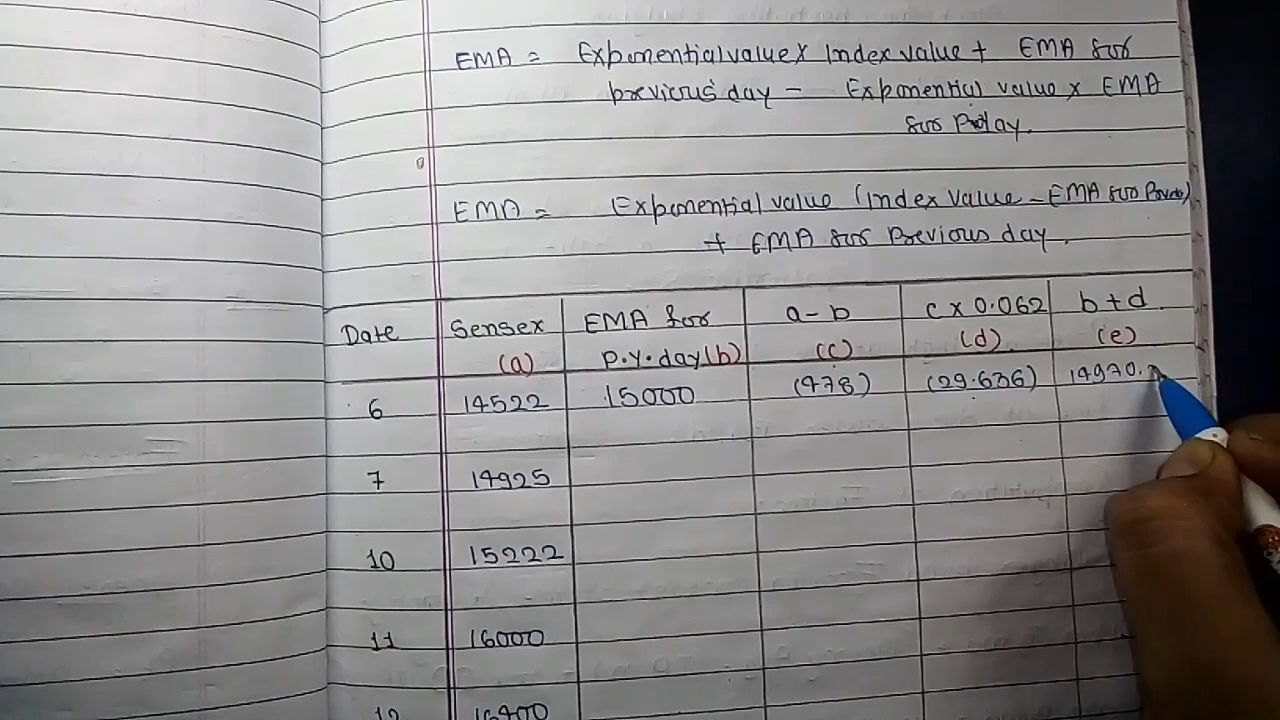 EMA = Exponential value x Index value + EMA for
previous day - Exponential value x EMA
for P. day.
EMA = Exponential value (Index Value - EMA for
+ EMA for Previous day.
Date Sensex EMA for a - b c x 0.062 b + d
(a) P.y.day (b) (c) (d) (e)
6 14522 15000 (478) (29.636) 14970.
7 14925
10 15222
11 16000
12 16400